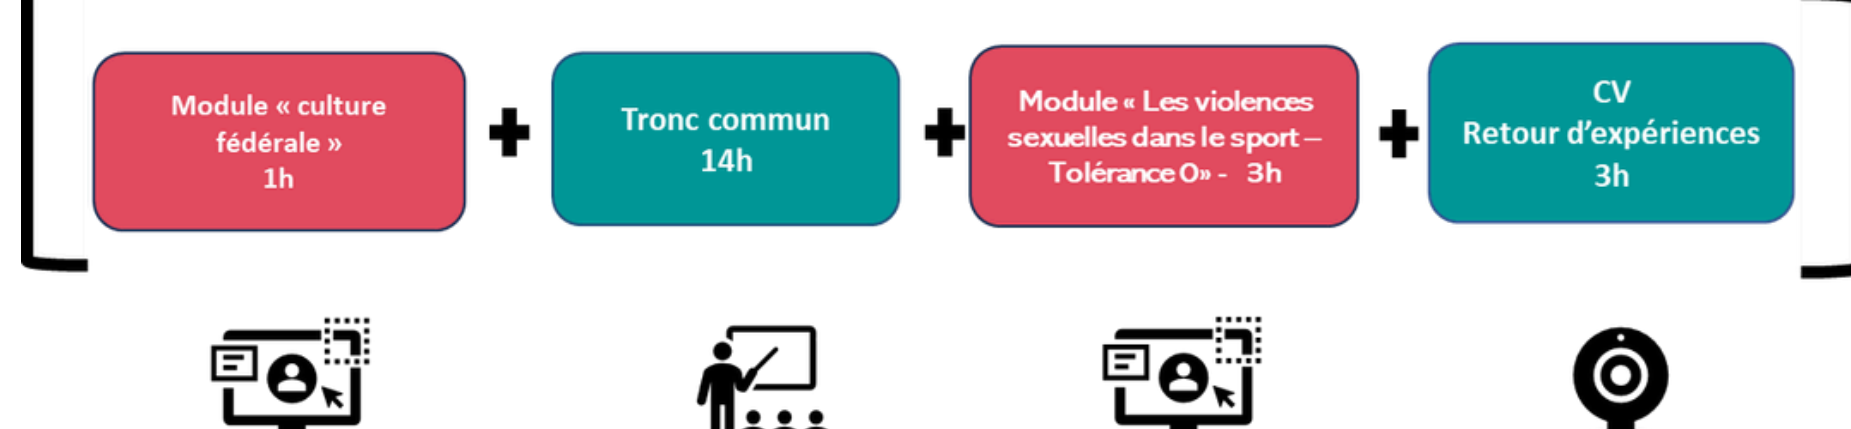 Module « culture
fédérale »
1h
+
Tronc commun
14h
+
Module « Les violences
sexuelles dans le sport –
Tolérance 0» - 3h
+
CV
Retour d’expériences
3h